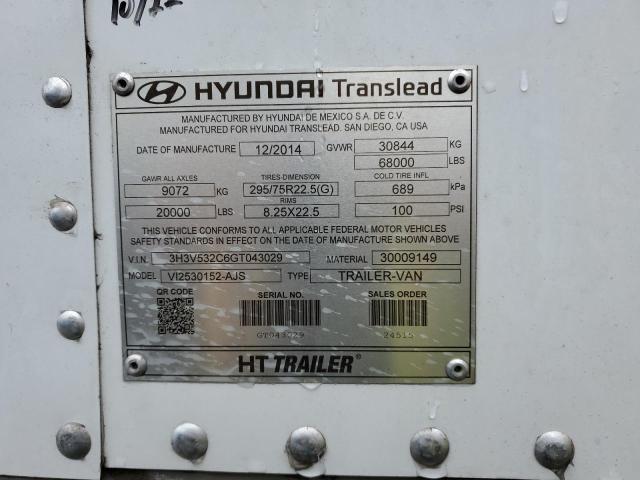 HYUNDAI Translead
MANUFACTURED BY HYUNDAI DE MEXICO S.A. DE C.V.
MANUFACTURED FOR HYUNDAI TRANSLEAD. SAN DIEGO, CA USA
DATE OF MANUFACTURE 12/2014 GVWR 30844 KG
68000 LBS
GAWR ALL AXLES TIRES-DIMENSION COLD TIRE INFL
9072 KG 295/75R22.5(G) 689 kPa
RIMS
20000 LBS 8.25X22.5 100 PSI
THIS VEHICLE CONFORMS TO ALL APPLICABLE FEDERAL MOTOR VEHICLES
SAFETY STANDARDS IN EFFECT ON THE DATE OF MANUFACTURE SHOWN ABOVE
V.I.N. 3H3V532C6GT043029 MATERIAL 30009149
MODEL VI2530152-AJS TYPE TRAILER-VAN
QR CODE SERIAL NO. SALES ORDER
GT043029 24515
HT TRAILER®